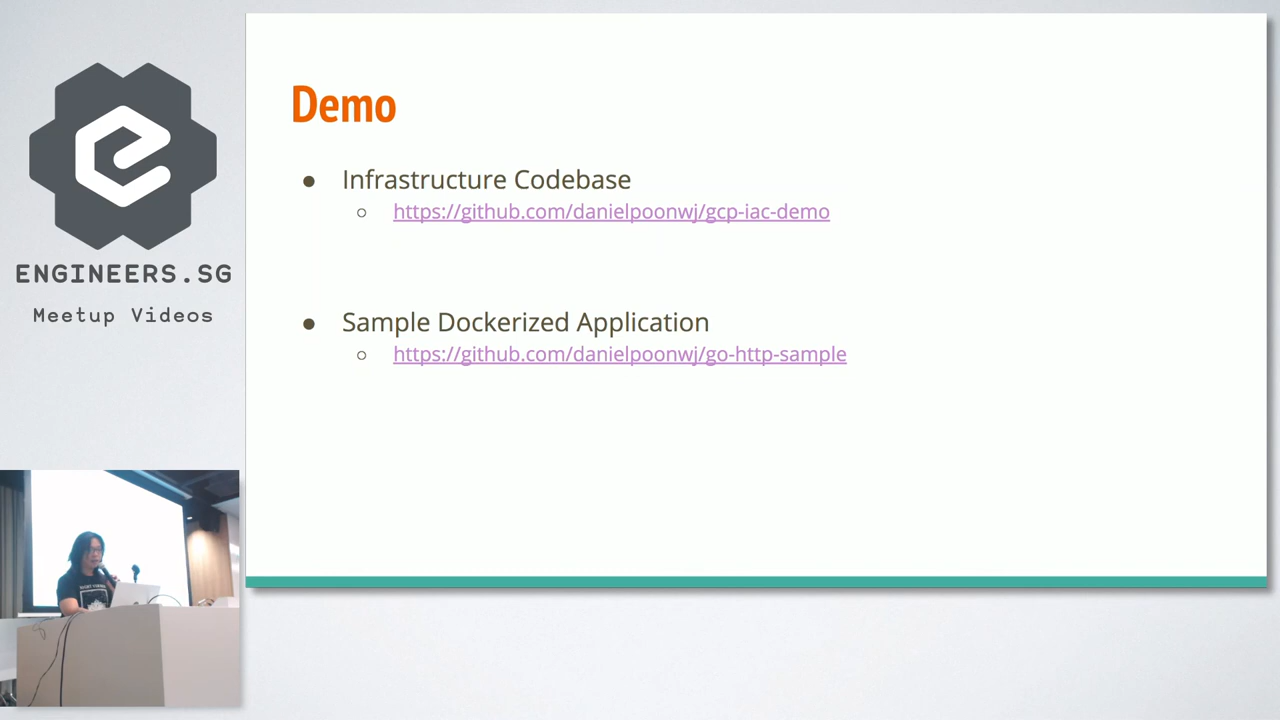 ENGINEERS.SG
Meetup Videos
Demo
Infrastructure Codebase
https://github.com/danielpoonwj/gcp-iac-demo
Sample Dockerized Application
https://github.com/danielpoonwj/go-http-sample